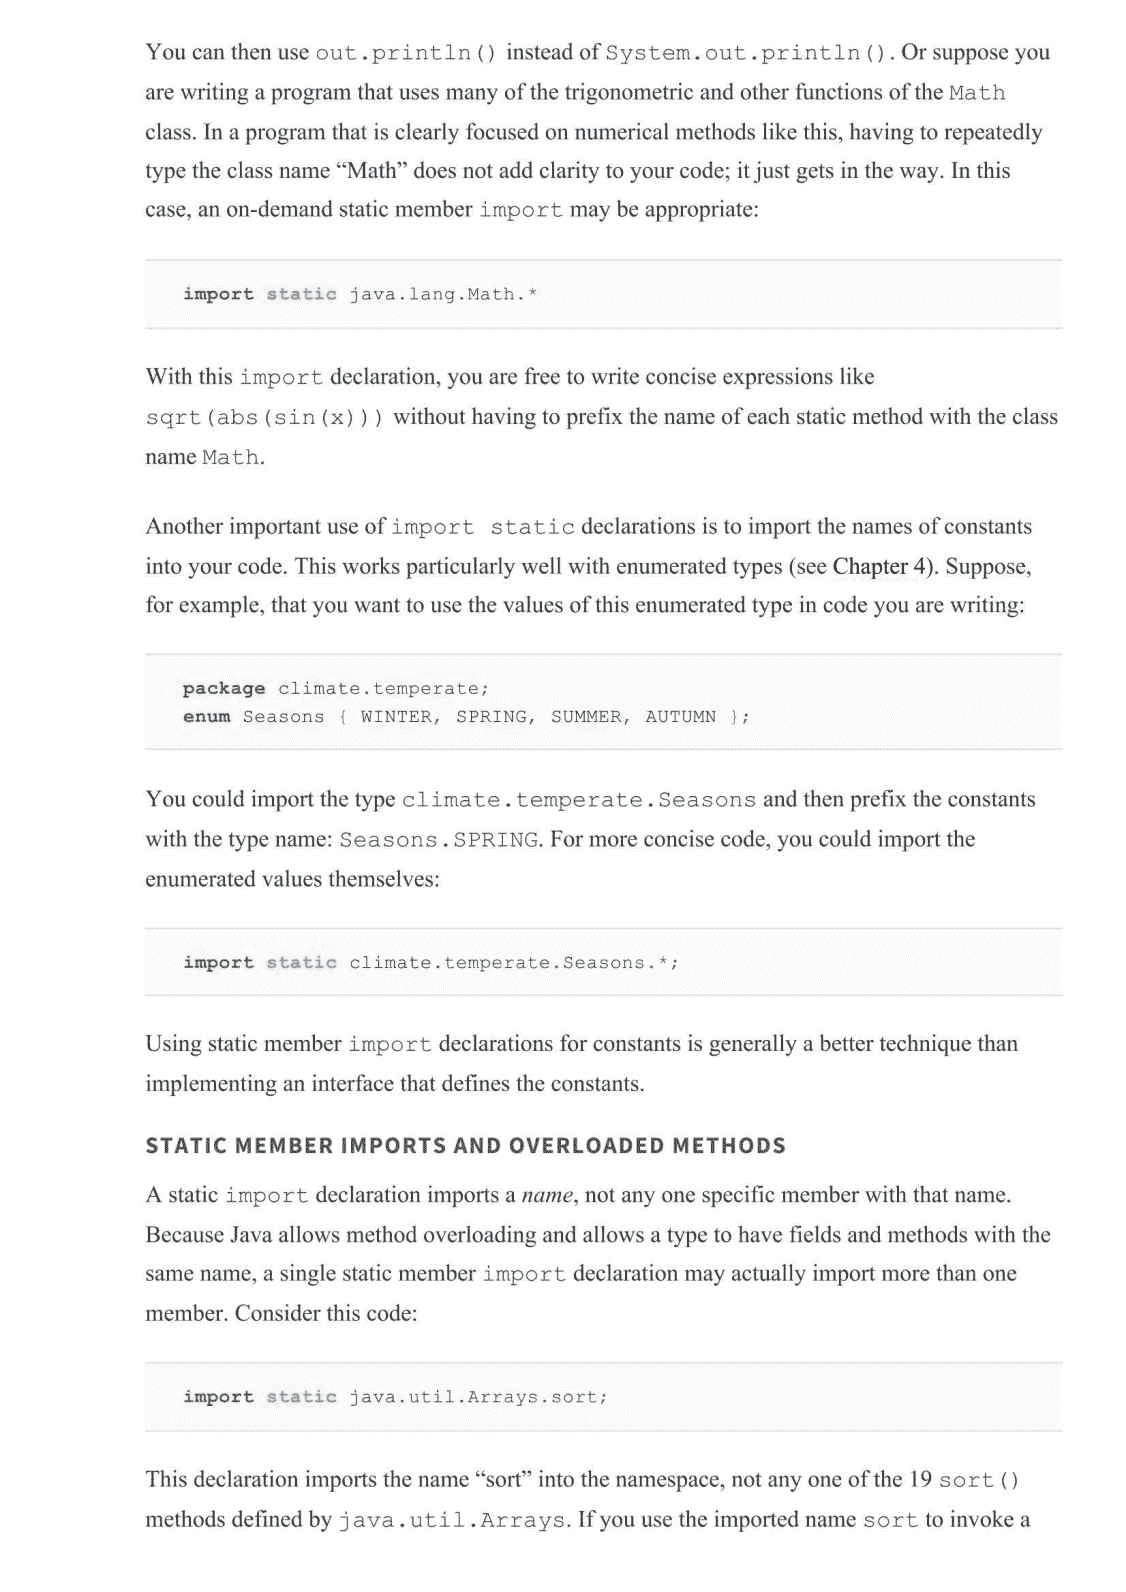 You can then use out.println() instead of System.out.println(). Or suppose you
are writing a program that uses many of the trigonometric and other functions of the Math
class. In a program that is clearly focused on numerical methods like this, having to repeatedly
type the class name “Math” does not add clarity to your code; it just gets in the way. In this
case, an on-demand static member import may be appropriate:
import static java.lang.Math.*
With this import declaration, you are free to write concise expressions like
sqrt(abs(sin(x))) without having to prefix the name of each static method with the class
name Math.
Another important use of import static declarations is to import the names of constants
into your code. This works particularly well with enumerated types (see Chapter 4). Suppose,
for example, that you want to use the values of this enumerated type in code you are writing:
package climate.temperate;
enum Seasons { WINTER, SPRING, SUMMER, AUTUMN };
You could import the type climate.temperate.Seasons and then prefix the constants
with the type name: Seasons.SPRING. For more concise code, you could import the
enumerated values themselves:
import static climate.temperate.Seasons.*;
Using static member import declarations for constants is generally a better technique than
implementing an interface that defines the constants.
STATIC MEMBER IMPORTS AND OVERLOADED METHODS
A static import declaration imports a name, not any one specific member with that name.
Because Java allows method overloading and allows a type to have fields and methods with the
same name, a single static member import declaration may actually import more than one
member. Consider this code:
import static java.util.Arrays.sort;
This declaration imports the name “sort” into the namespace, not any one of the 19 sort()
methods defined by java.util.Arrays. If you use the imported name sort to invoke a